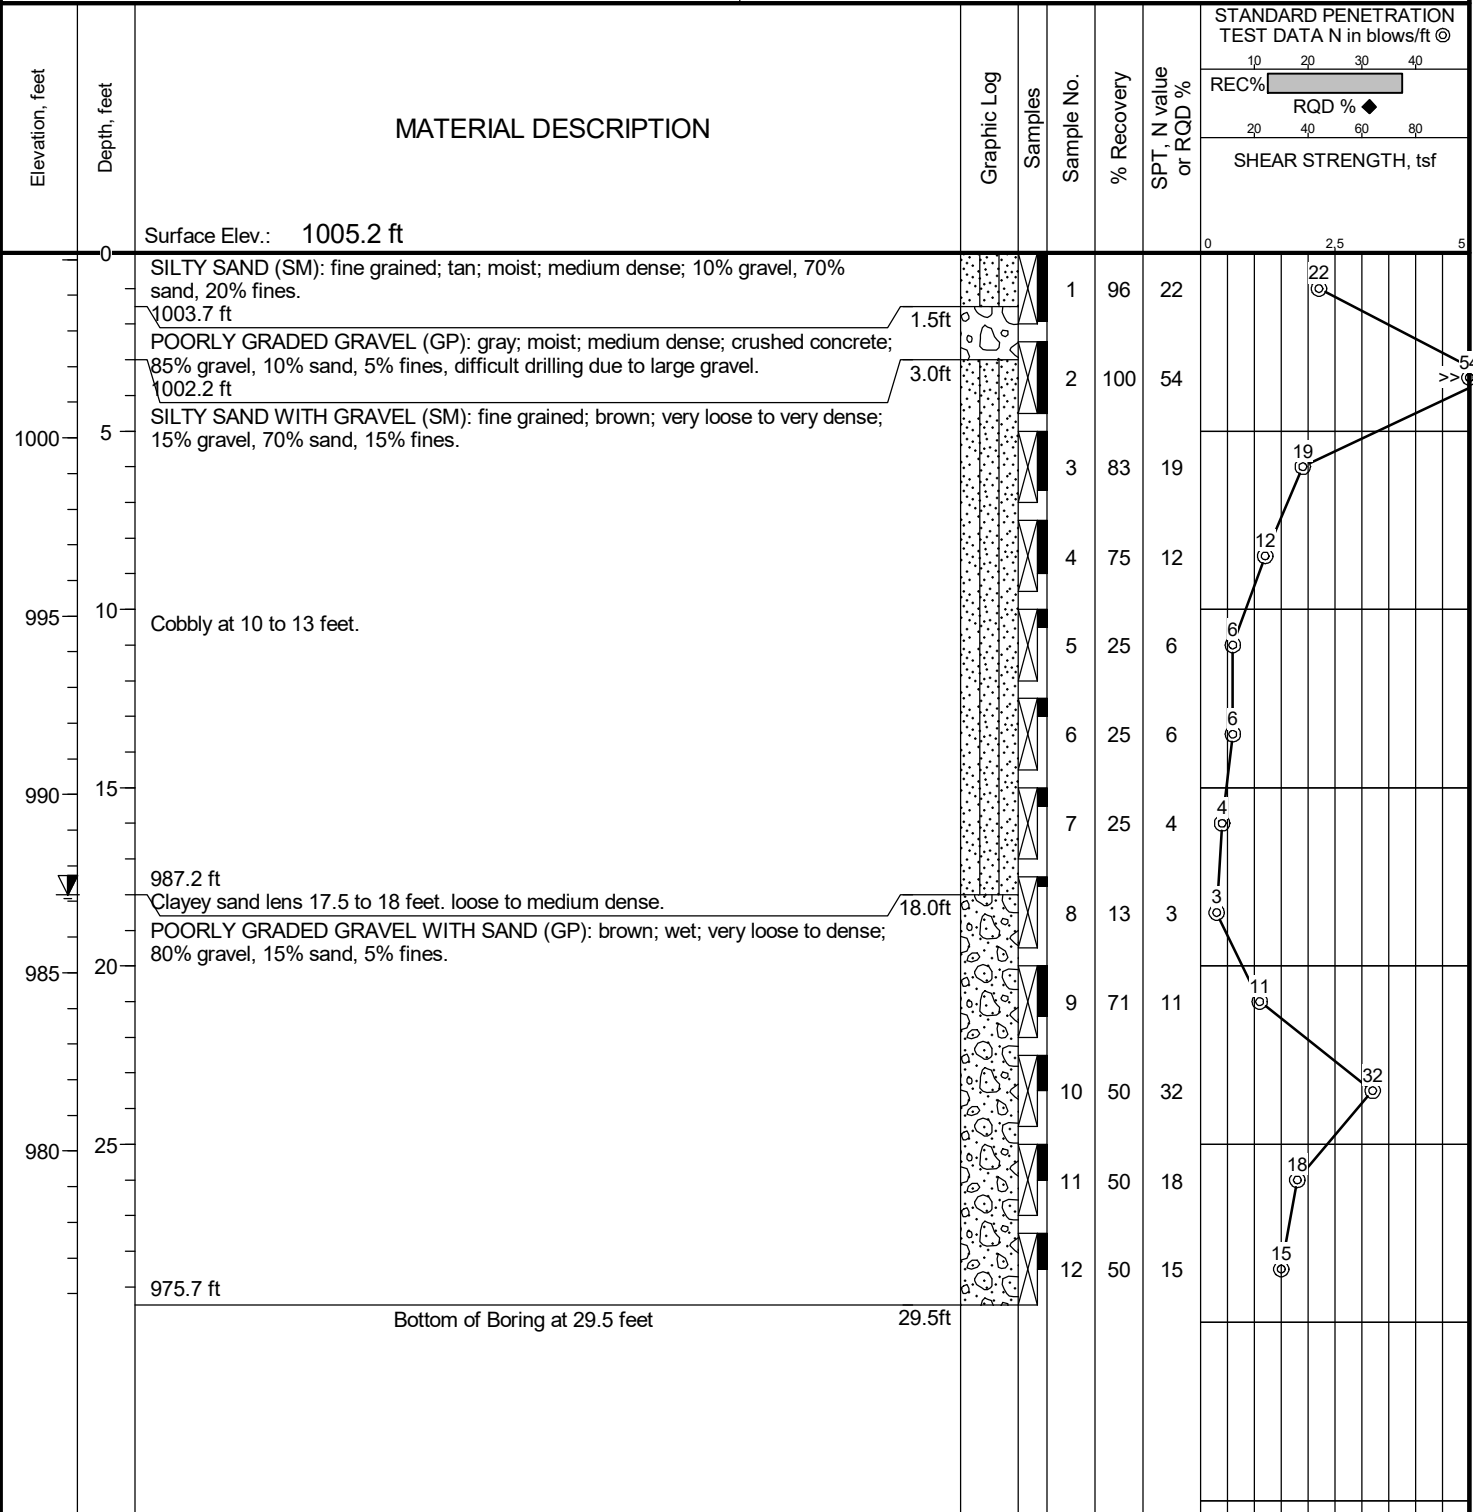 STANDARD PENETRATION
TEST DATA N in blows/ft ◎
10 20 30 40
REC%
RQD % ◆
20 40 60 80
SHEAR STRENGTH, tsf
0 2,5 5
Elevation, feet
Depth, feet
MATERIAL DESCRIPTION
Graphic Log
Samples
Sample No.
% Recovery
SPT, N value
or RQD %
Surface Elev.: 1005.2 ft
0
SILTY SAND (SM): fine grained; tan; moist; medium dense; 10% gravel, 70%
sand, 20% fines.
1 96 22 22
1003.7 ft 1.5ft
POORLY GRADED GRAVEL (GP): gray; moist; medium dense; crushed concrete;
85% gravel, 10% sand, 5% fines, difficult drilling due to large gravel.
1002.2 ft 3.0ft
2 100 54 >> 54
SILTY SAND WITH GRAVEL (SM): fine grained; brown; very loose to very dense;
15% gravel, 70% sand, 15% fines.
1000 5
3 83 19 19
4 75 12 12
995 10
Cobbly at 10 to 13 feet.
5 25 6 6
6 25 6 6
990 15
7 25 4 4
987.2 ft
Clayey sand lens 17.5 to 18 feet. loose to medium dense.
18.0ft
8 13 3 3
POORLY GRADED GRAVEL WITH SAND (GP): brown; wet; very loose to dense;
80% gravel, 15% sand, 5% fines.
985 20
9 71 11 11
10 50 32 32
980 25
11 50 18 18
12 50 15 15
975.7 ft
Bottom of Boring at 29.5 feet 29.5ft